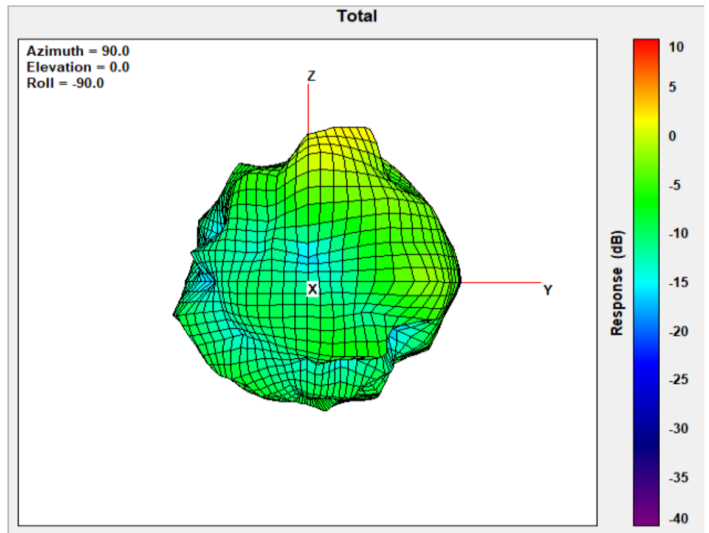 Total
Azimuth = 90.0
Elevation = 0.0
Roll = -90.0
Z
X
Y
10
5
0
-5
-10
-15
-20
-25
-30
-35
-40
Response (dB)